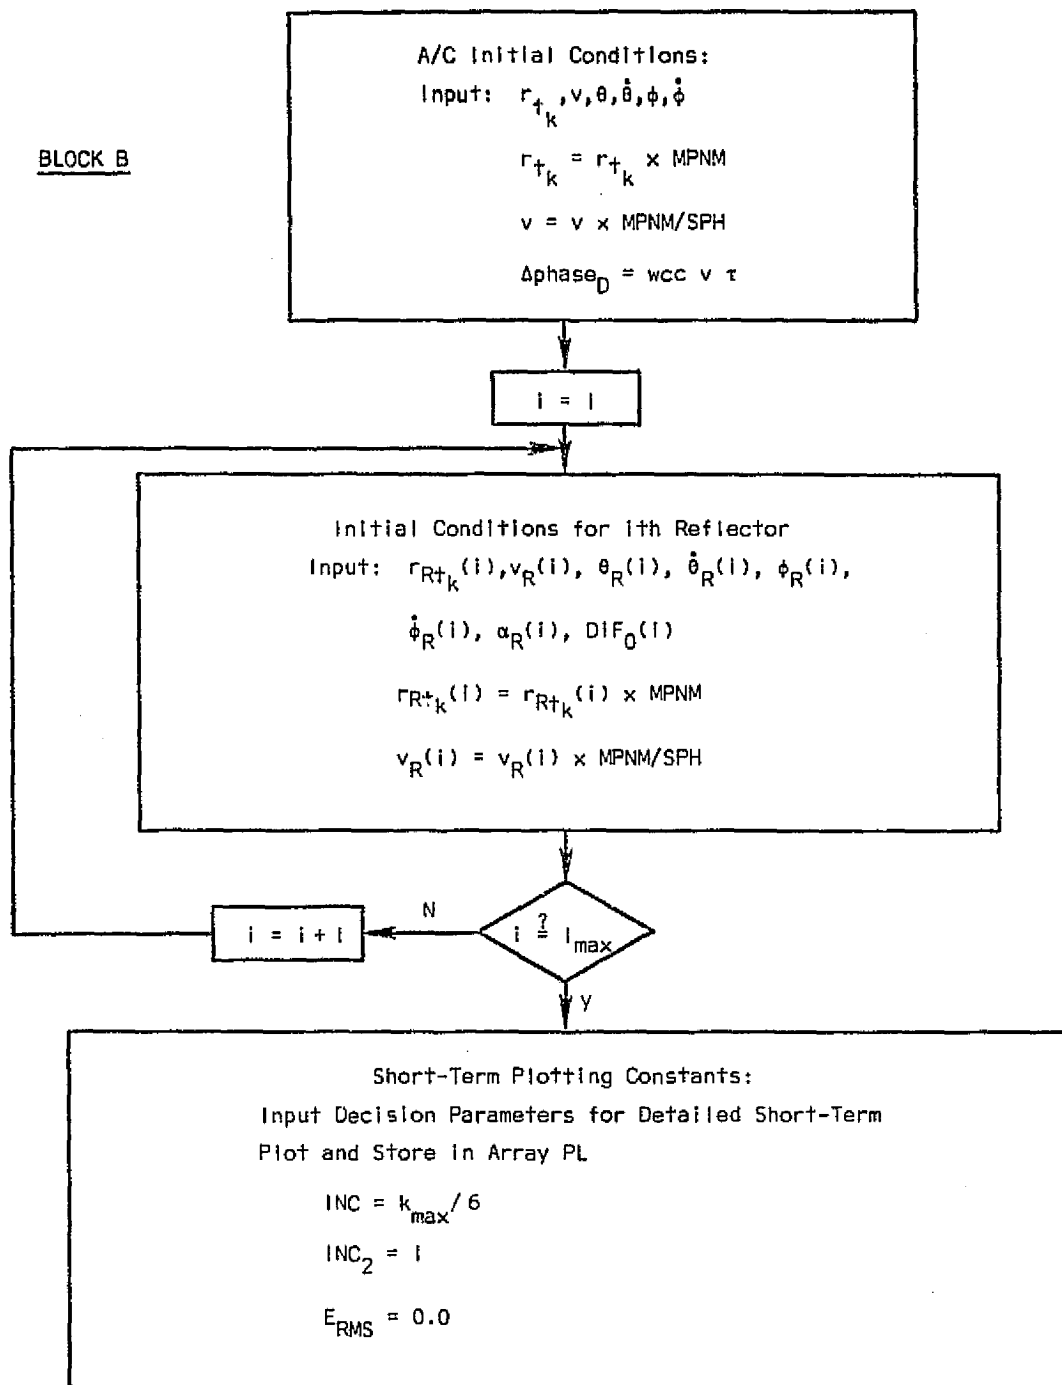 BLOCK B
A/C Initial Conditions:
Input: r_{t_k}, v, θ, θ̇, φ, φ̇
r_{t_k} = r_{t_k} × MPNM
v = v × MPNM/SPH
Δphase_D = wcc v τ
i = 1
Initial Conditions for ith Reflector
Input: r_{Rt_k}(i), v_R(i), θ_R(i), θ̇_R(i), φ_R(i),
φ̇_R(i), α_R(i), DIF_0(i)
r_{Rt_k}(i) = r_{Rt_k}(i) × MPNM
v_R(i) = v_R(i) × MPNM/SPH
i ≟ i_max
N
i = i + 1
Y
Short-Term Plotting Constants:
Input Decision Parameters for Detailed Short-Term
Plot and Store in Array PL
INC = k_max/6
INC_2 = 1
E_RMS = 0.0